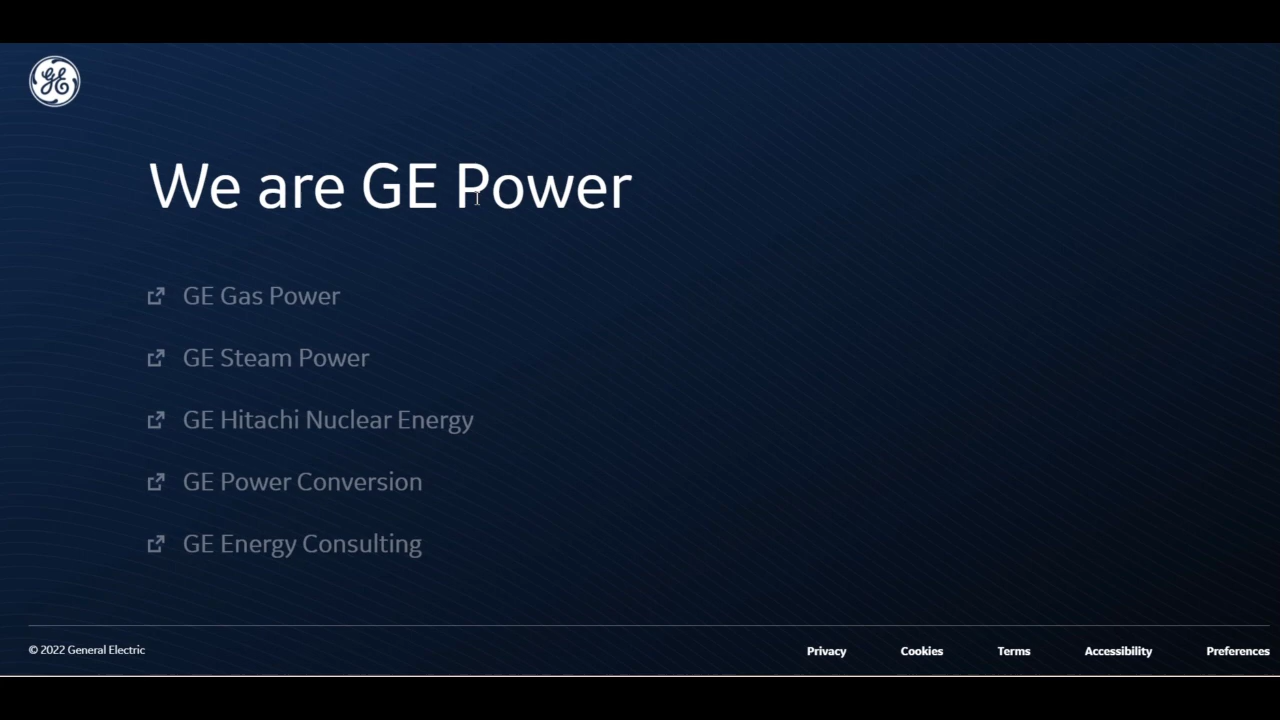 GE
We are GE Power
GE Gas Power
GE Steam Power
GE Hitachi Nuclear Energy
GE Power Conversion
GE Energy Consulting
© 2022 General Electric
Privacy
Cookies
Terms
Accessibility
Preferences